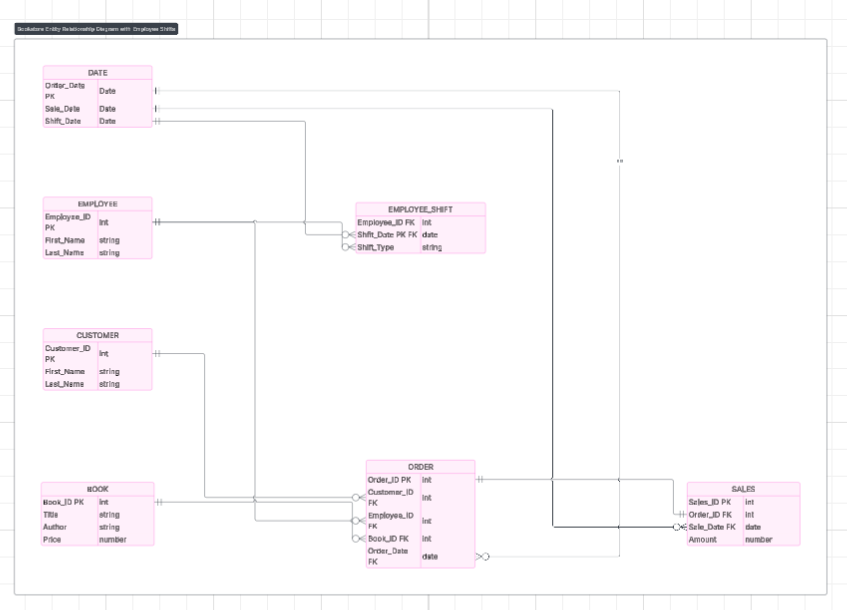 Bookstore Entity Relationship Diagram with Employee Shifts
DATE
Order_Date PK Date
Sale_Date Date
Shift_Date Date
EMPLOYEE
Employee_ID PK int
First_Name string
Last_Name string
EMPLOYEE_SHIFT
Employee_ID FK int
Shift_Date PK FK date
Shift_Type string
CUSTOMER
Customer_ID PK int
First_Name string
Last_Name string
BOOK
Book_ID PK int
Title string
Author string
Price number
ORDER
Order_ID PK int
Customer_ID FK int
Employee_ID FK int
Book_ID FK int
Order_Date FK date
SALES
Sales_ID PK int
Order_ID FK int
Sale_Date FK date
Amount number